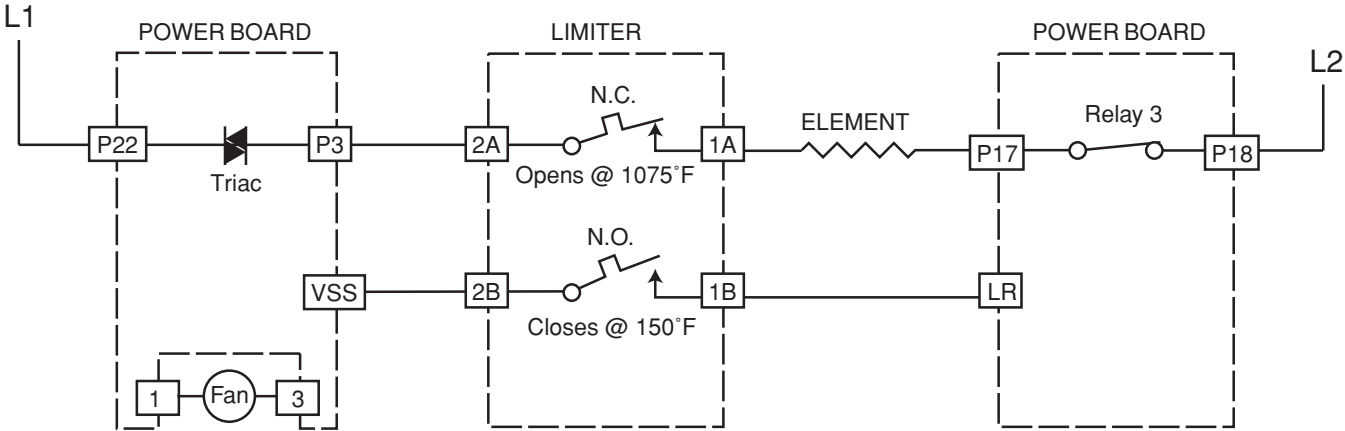 L1
POWER BOARD
LIMITER
POWER BOARD
L2
N.C.
ELEMENT
Relay 3
P22
P3
2A
1A
P17
P18
Triac
Opens @ 1075˚F
N.O.
VSS
2B
1B
LR
Closes @ 150˚F
1
Fan
3